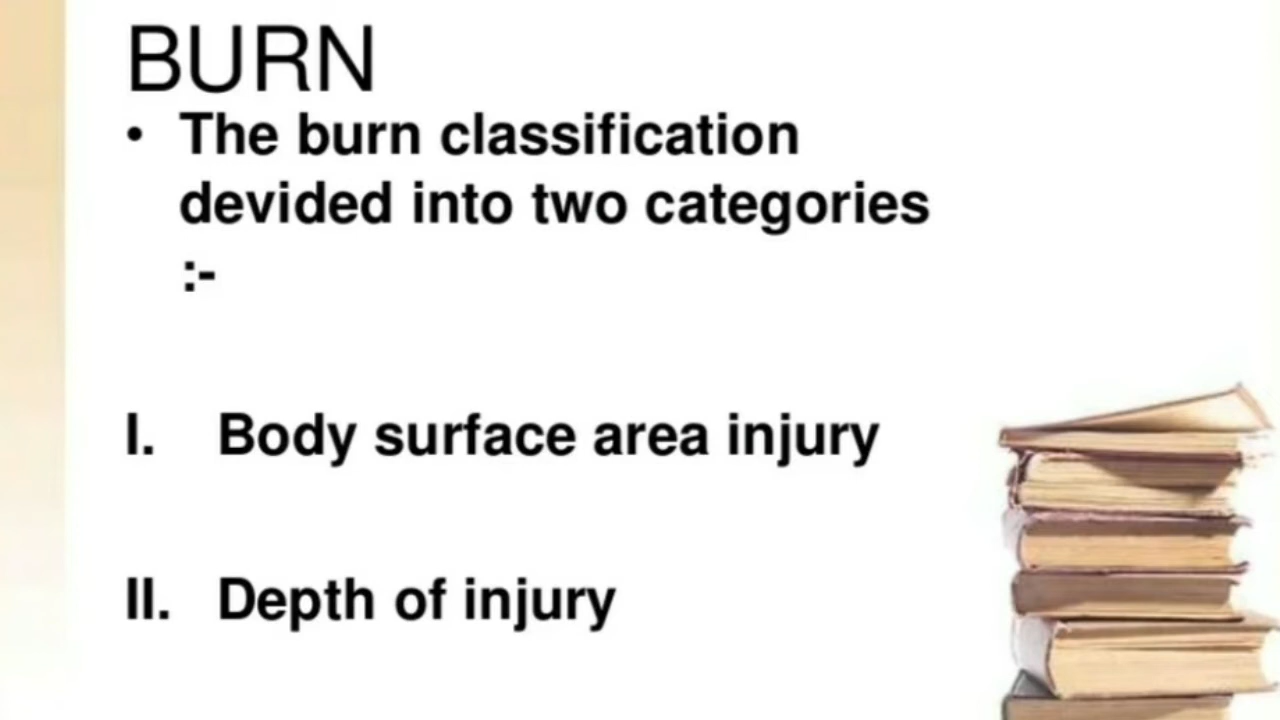 BURN
• The burn classification
devided into two categories
:-
I. Body surface area injury
II. Depth of injury